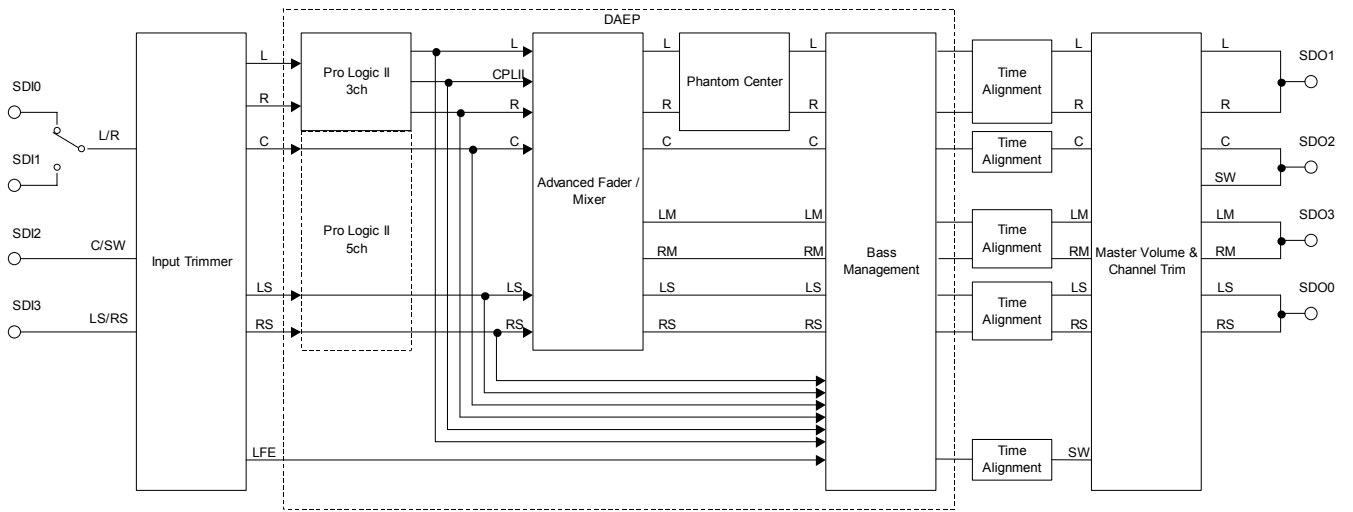 DAEP
SDI0
SDI1
L/R
SDI2
C/SW
SDI3
LS/RS
Input Trimmer
L
R
C
LS
RS
LFE
Pro Logic II
3ch
Pro Logic II
5ch
L
CPLII
R
C
LS
RS
Advanced Fader /
Mixer
L
R
C
LM
RM
LS
RS
Phantom Center
L
R
C
LM
RM
LS
RS
Bass
Management
Time
Alignment
Time
Alignment
Time
Alignment
Time
Alignment
Time
Alignment
L
R
C
LM
RM
LS
RS
SW
Master Volume &
Channel Trim
L
R
C
SW
LM
RM
LS
RS
SDO1
SDO2
SDO3
SDO0